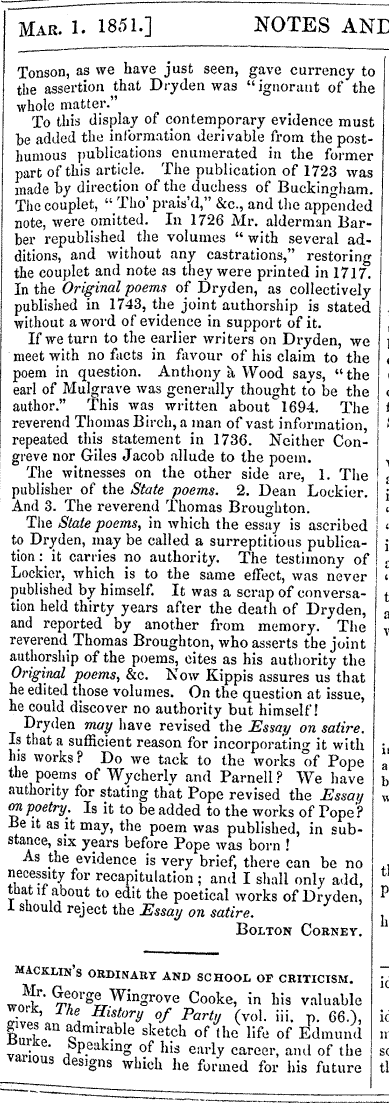 MAR. 1. 1851.] NOTES AND
Tonson, as we have just seen, gave currency to
the assertion that Dryden was "ignorant of the
whole matter."
To this display of contemporary evidence must
be added the information derivable from the post-
humous publications enumerated in the former
part of this article. The publication of 1723 was
made by direction of the duchess of Buckingham.
The couplet, "Tho' prais'd," &c., and the appended
note, were omitted. In 1726 Mr. alderman Bar-
ber republished the volumes "with several ad-
ditions, and without any castrations," restoring
the couplet and note as they were printed in 1717.
In the Original poems of Dryden, as collectively
published in 1743, the joint authorship is stated
without a word of evidence in support of it.
If we turn to the earlier writers on Dryden, we
meet with no facts in favour of his claim to the
poem in question. Anthony à Wood says, "the
earl of Mulgrave was generally thought to be the
author." This was written about 1694. The
reverend Thomas Birch, a man of vast information,
repeated this statement in 1736. Neither Con-
greve nor Giles Jacob allude to the poem.
The witnesses on the other side are, 1. The
publisher of the State poems. 2. Dean Lockier.
And 3. The reverend Thomas Broughton.
The State poems, in which the essay is ascribed
to Dryden, may be called a surreptitious publica-
tion: it carries no authority. The testimony of
Lockier, which is to the same effect, was never
published by himself. It was a scrap of conversa-
tion held thirty years after the death of Dryden,
and reported by another from memory. The
reverend Thomas Broughton, who asserts the joint
authorship of the poems, cites as his authority the
Original poems, &c. Now Kippis assures us that
he edited those volumes. On the question at issue,
he could discover no authority but himself!
Dryden may have revised the Essay on satire.
Is that a sufficient reason for incorporating it with
his works? Do we tack to the works of Pope
the poems of Wycherly and Parnell? We have
authority for stating that Pope revised the Essay
on poetry. Is it to be added to the works of Pope?
Be it as it may, the poem was published, in sub-
stance, six years before Pope was born!
As the evidence is very brief, there can be no
necessity for recapitulation; and I shall only add,
that if about to edit the poetical works of Dryden,
I should reject the Essay on satire.
BOLTON CORNEY.
MACKLIN'S ORDINARY AND SCHOOL OF CRITICISM.
Mr. George Wingrove Cooke, in his valuable
work, The History of Party (vol. iii. p. 66.),
gives an admirable sketch of the life of Edmund
Burke. Speaking of his early career, and of the
various designs which he formed for his future